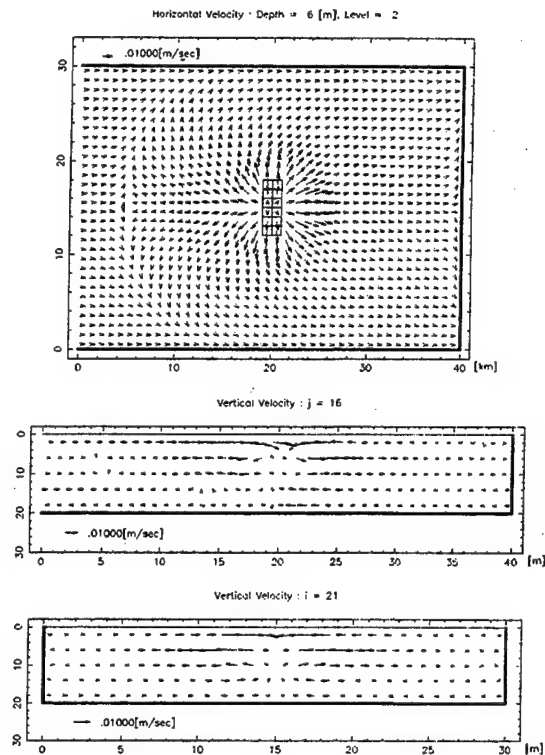 Horizontal Velocity : Depth = 6 [m], Level = 2
.01000[m/sec]
30
20
10
0
0 10 20 30 40 [km]
Vertical Velocity : j = 16
0
10
20
30
.01000[m/sec]
0 5 10 15 20 25 30 35 40 [m]
Vertical Velocity : i = 21
0
10
20
30
.01000[m/sec]
0 5 10 15 20 25 30 [m]